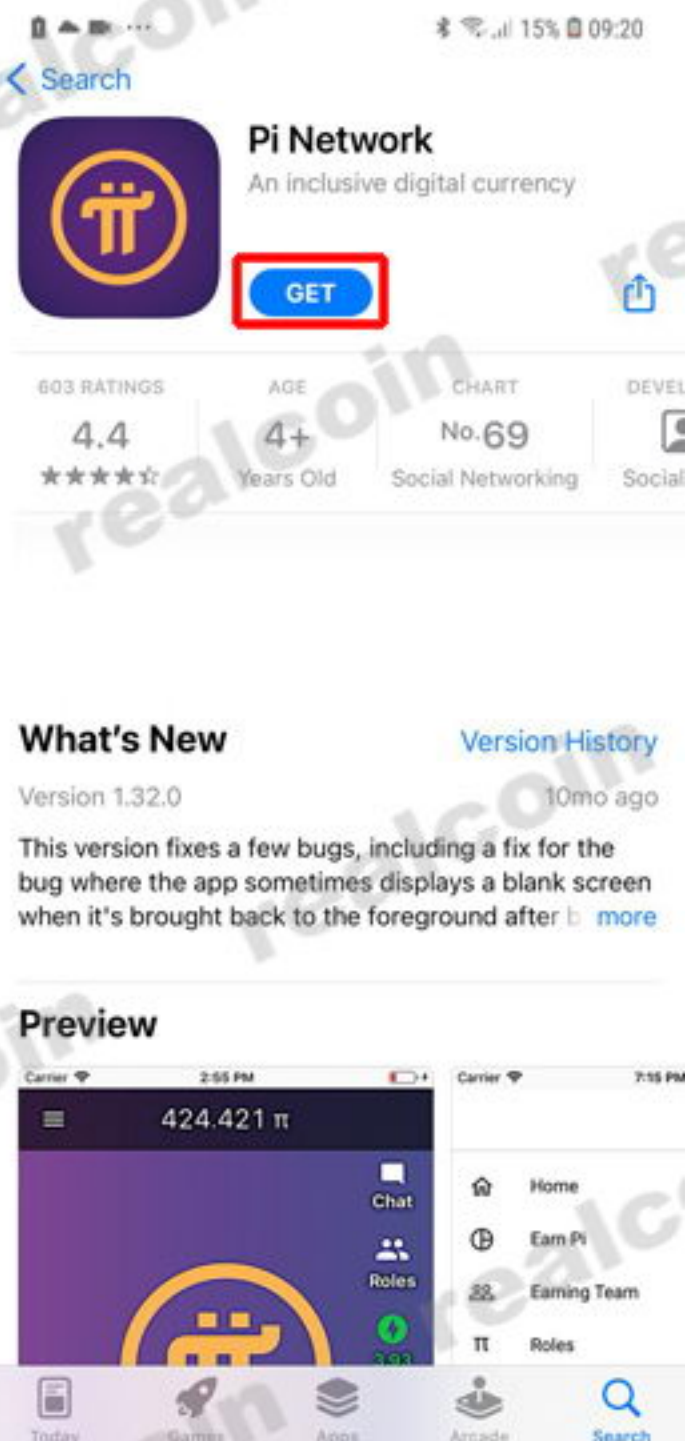 15% 09:20
Search
Pi Network
An inclusive digital currency
GET
603 RATINGS
4.4
AGE
4+
Years Old
CHART
No.69
Social Networking
DEVEL
Social
What's New
Version History
Version 1.32.0
10mo ago
This version fixes a few bugs, including a fix for the
bug where the app sometimes displays a blank screen
when it's brought back to the foreground after b more
Preview
Carrier 2:55 PM
424.421 π
Chat
Roles
3.93
Carrier 7:15 PM
Home
Earn Pi
Earning Team
π Roles
Today
Games
Apps
Arcade
Search
realcoin
realcoin
realcoin